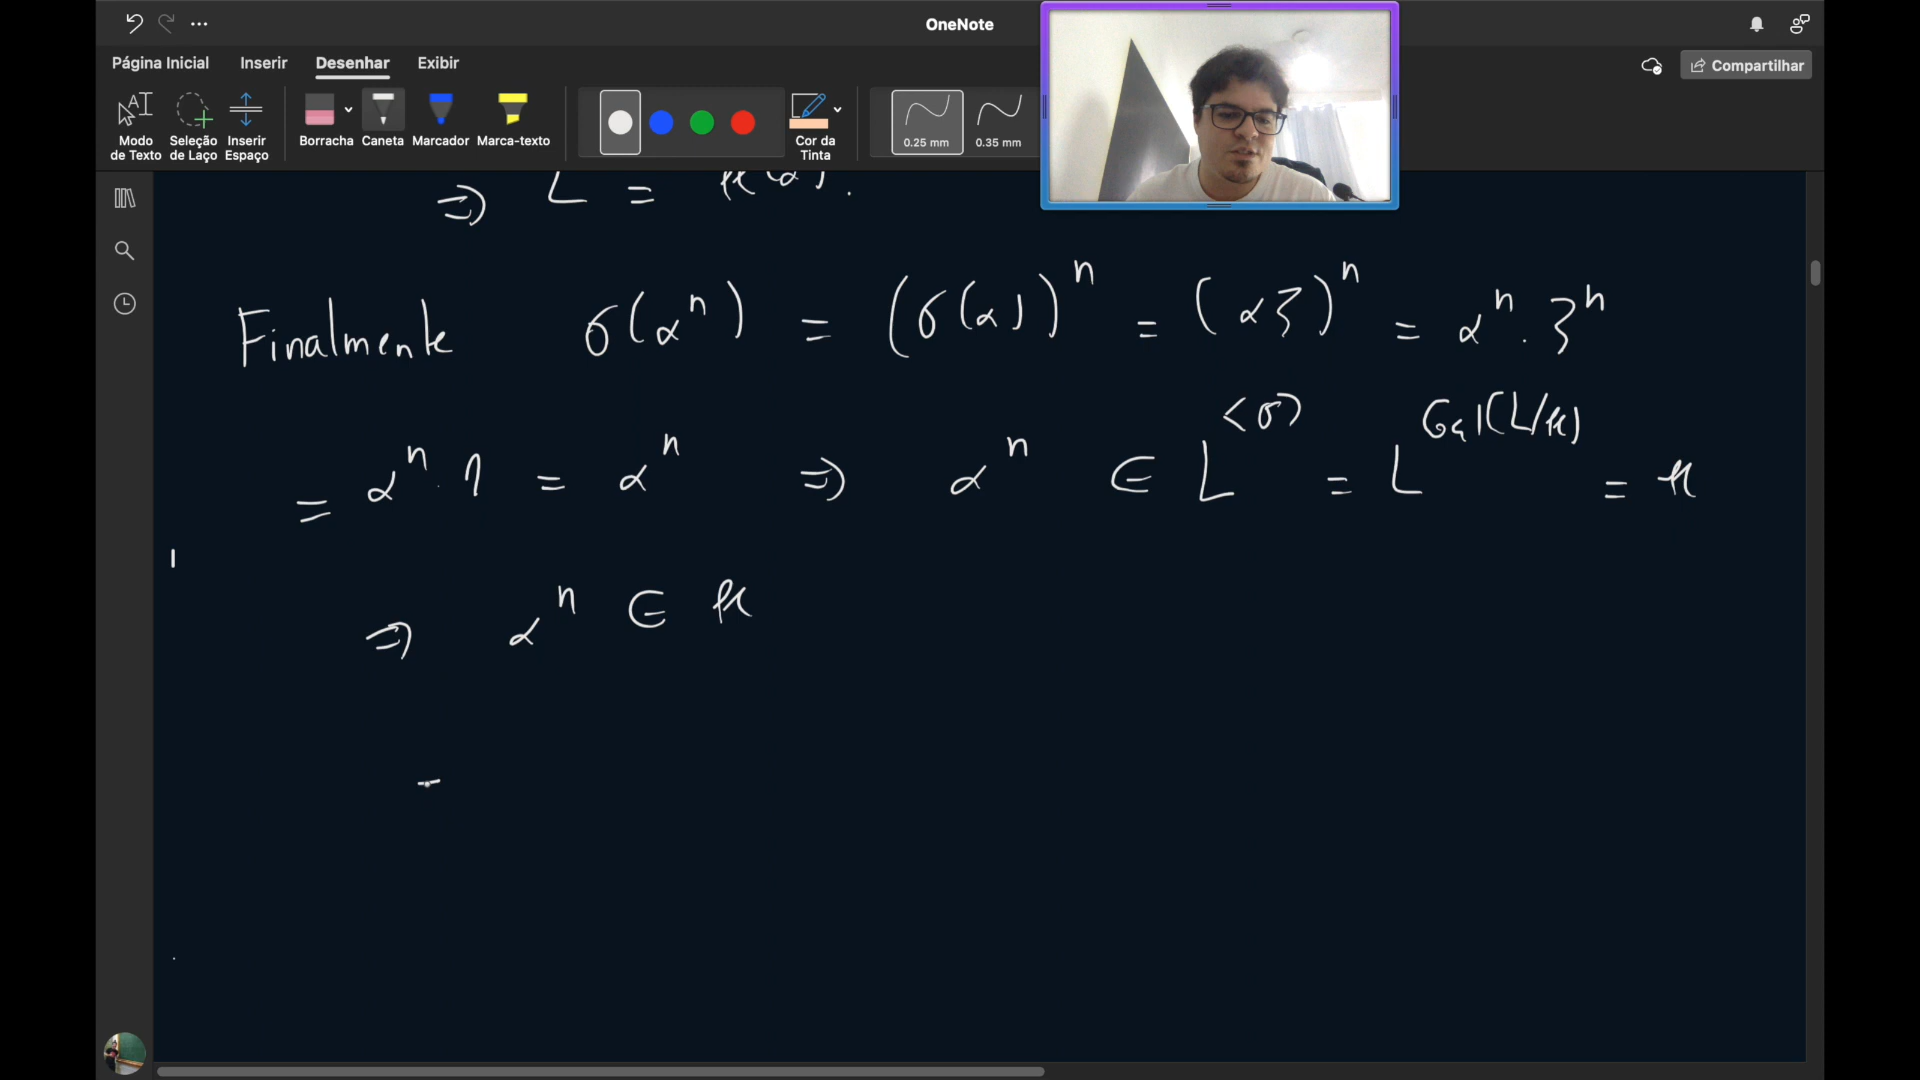 OneNote
Página Inicial Inserir Desenhar Exibir
Compartilhar
Modo de Texto
Seleção de Laço
Inserir Espaço
Borracha
Caneta
Marcador
Marca-texto
Cor da Tinta
0.25 mm
0.35 mm
⇒ L = K(α).
Finalmente σ(αⁿ) = (σ(α))ⁿ = (αζ)ⁿ = αⁿ . ζⁿ
= αⁿ . 1 = αⁿ ⇒ αⁿ ∈ L^<σ> = L^Gal(L/K) = K
⇒ αⁿ ∈ K